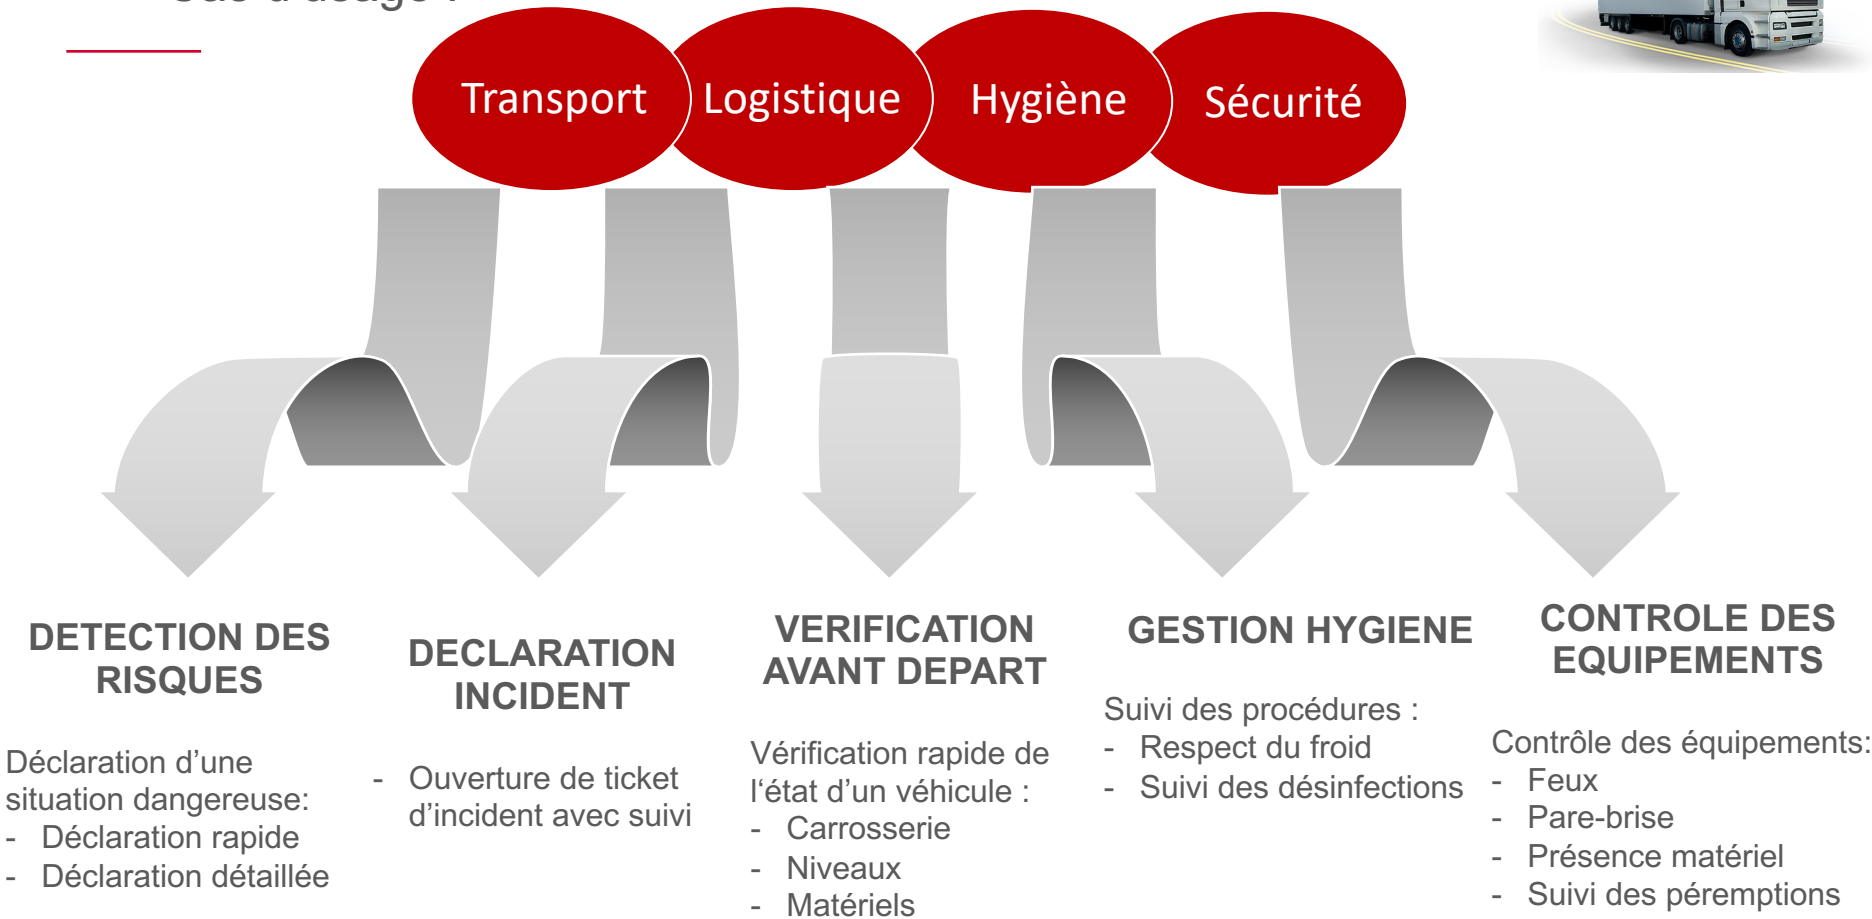 Cas d'usage :
Transport
Logistique
Hygiène
Sécurité
DETECTION DES
RISQUES
Déclaration d’une
situation dangereuse:
- Déclaration rapide
- Déclaration détaillée
DECLARATION
INCIDENT
- Ouverture de ticket
d’incident avec suivi
VERIFICATION
AVANT DEPART
Vérification rapide de
l‘état d’un véhicule :
- Carrosserie
- Niveaux
- Matériels
GESTION HYGIENE
Suivi des procédures :
- Respect du froid
- Suivi des désinfections
CONTROLE DES
EQUIPEMENTS
Contrôle des équipements:
- Feux
- Pare-brise
- Présence matériel
- Suivi des péremptions